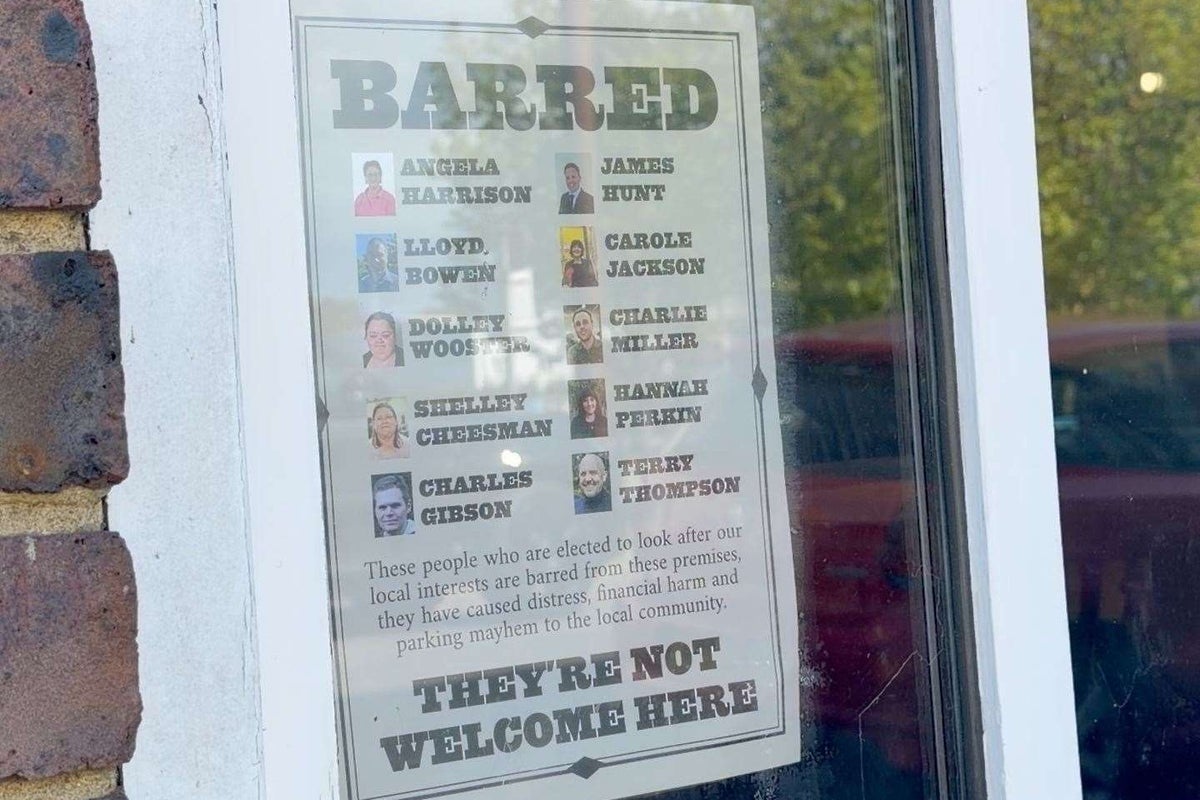 BARRED
ANGELA
HARRISON
JAMES
HUNT
LLOYD
BOWEN
CAROLE
JACKSON
DOLLEY
WOOSTER
CHARLIE
MILLER
SHELLEY
CHEESMAN
HANNAH
PERKIN
CHARLES
GIBSON
TERRY
THOMPSON
These people who are elected to look after our
local interests are barred from these premises,
they have caused distress, financial harm and
parking mayhem to the local community.
THEY'RE NOT
WELCOME HERE